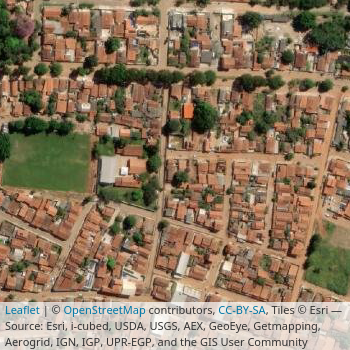 Leaflet | © OpenStreetMap contributors, CC-BY-SA, Tiles © Esri —
Source: Esri, i-cubed, USDA, USGS, AEX, GeoEye, Getmapping,
Aerogrid, IGN, IGP, UPR-EGP, and the GIS User Community